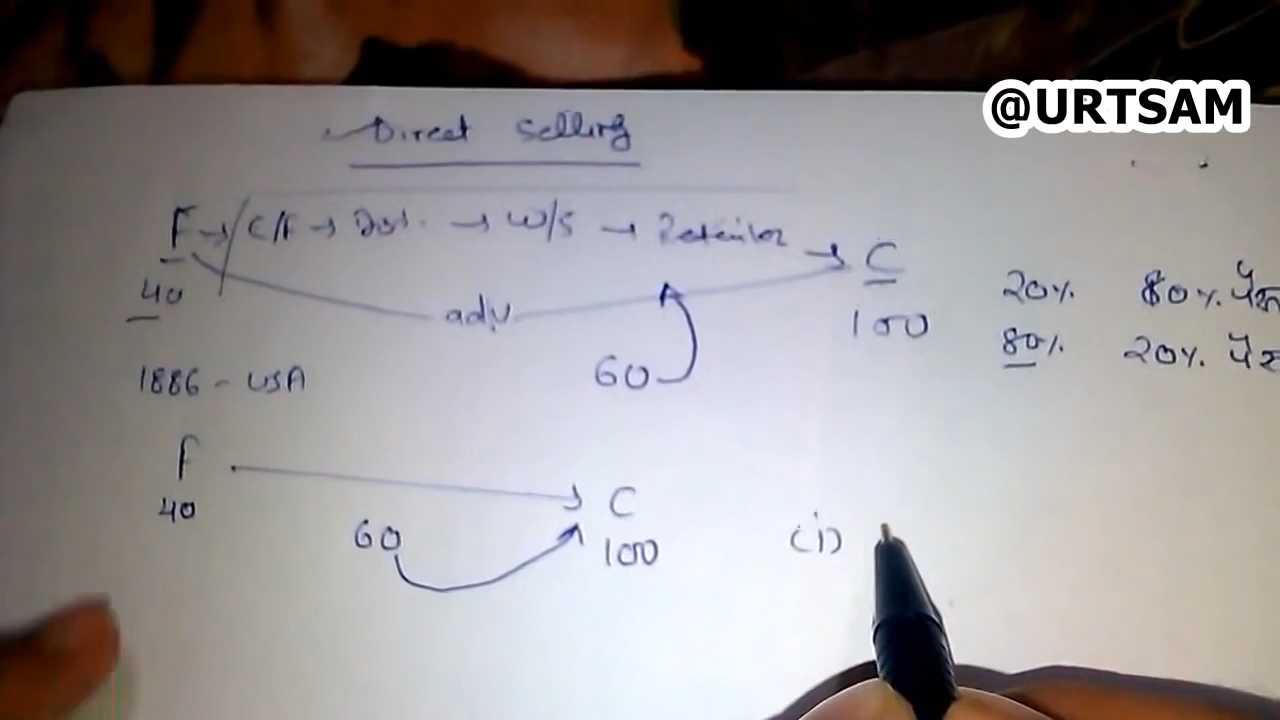 @URTSAM
Direct Selling
F → C/F → Dist. → W/S → Retailer → C
40 adv 100
20% 80%
80% 20%
60
1886 - USA
F → C
40 60 100
(i)